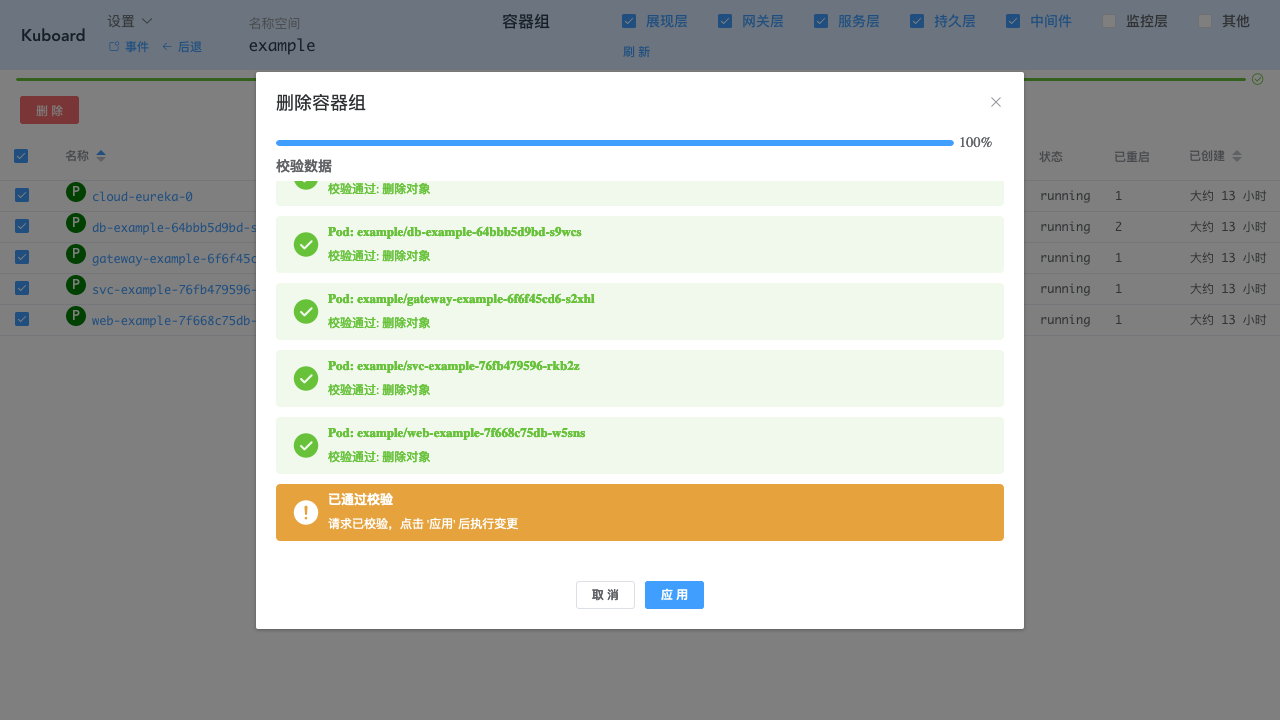 Kuboard
设置
事件
后退
名称空间
example
容器组
展现层
网关层
服务层
持久层
中间件
监控层
其他
刷 新
删 除
删除容器组
100%
校验数据
校验通过: 删除对象
Pod: example/db-example-64bbb5d9bd-s9wcs
校验通过: 删除对象
Pod: example/gateway-example-6f6f45cd6-s2xhl
校验通过: 删除对象
Pod: example/svc-example-76fb479596-rkb2z
校验通过: 删除对象
Pod: example/web-example-7f668c75db-w5sns
校验通过: 删除对象
已通过校验
请求已校验，点击 '应用' 后执行变更
取 消
应 用
名称
状态
已重启
已创建
P cloud-eureka-0
running 1 大约 13 小时
P db-example-64bbb5d9bd-s
running 2 大约 13 小时
P gateway-example-6f6f45c
running 1 大约 13 小时
P svc-example-76fb479596-
running 1 大约 13 小时
P web-example-7f668c75db-
running 1 大约 13 小时